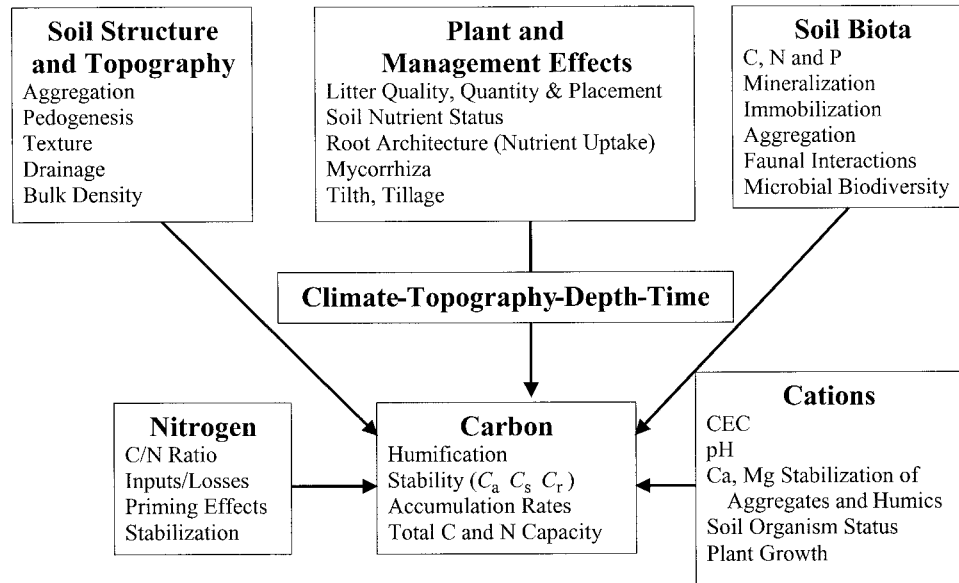 Soil Structure
and Topography
Aggregation
Pedogenesis
Texture
Drainage
Bulk Density
Plant and
Management Effects
Litter Quality, Quantity & Placement
Soil Nutrient Status
Root Architecture (Nutrient Uptake)
Mycorrhiza
Tilth, Tillage
Soil Biota
C, N and P
Mineralization
Immobilization
Aggregation
Faunal Interactions
Microbial Biodiversity
Climate-Topography-Depth-Time
Nitrogen
C/N Ratio
Inputs/Losses
Priming Effects
Stabilization
Carbon
Humification
Stability (Ca Cs Cr)
Accumulation Rates
Total C and N Capacity
Cations
CEC
pH
Ca, Mg Stabilization of
Aggregates and Humics
Soil Organism Status
Plant Growth